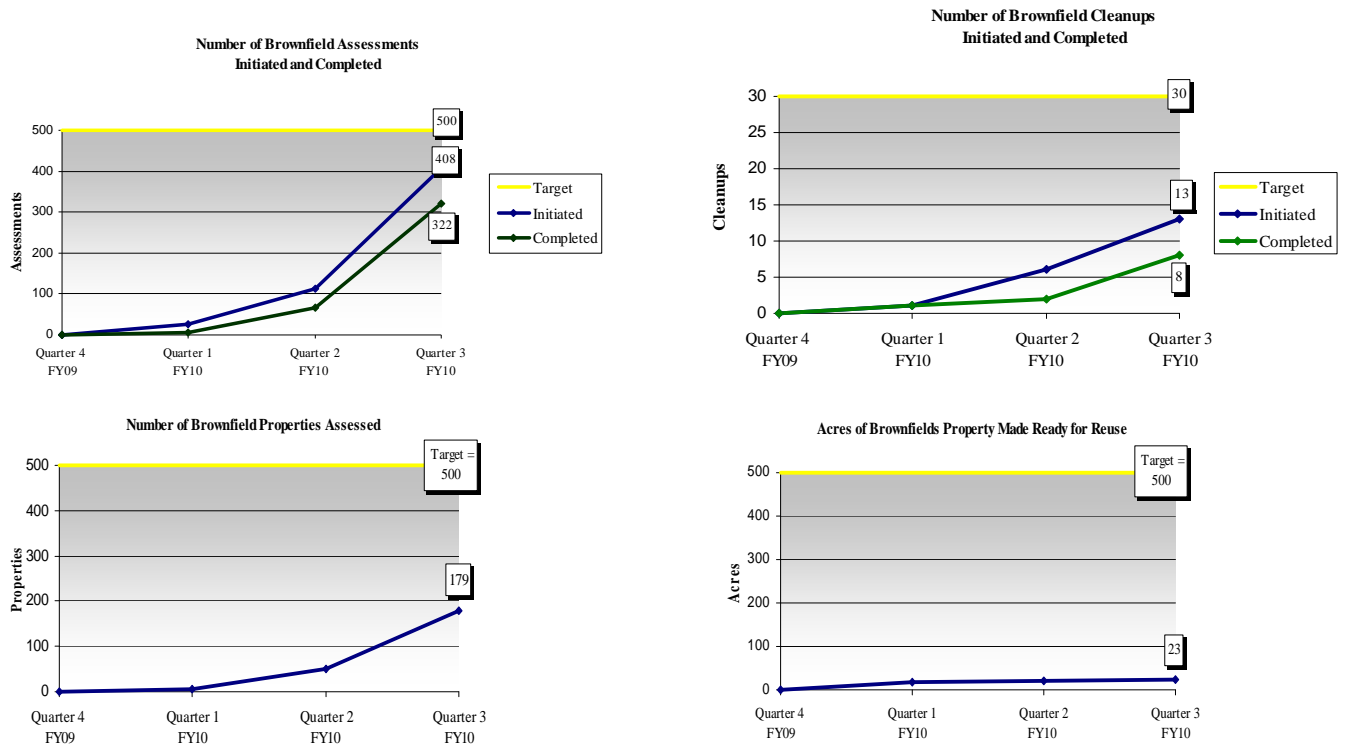 Number of Brownfield Assessments
Initiated and Completed
500
400
300
200
100
0
Assessments
500
408
322
Quarter 4
FY09
Quarter 1
FY10
Quarter 2
FY10
Quarter 3
FY10
Target
Initiated
Completed
Number of Brownfield Cleanups
Initiated and Completed
30
25
20
15
10
5
0
Cleanups
30
13
8
Quarter 4
FY09
Quarter 1
FY10
Quarter 2
FY10
Quarter 3
FY10
Target
Initiated
Completed
Number of Brownfield Properties Assessed
500
400
300
200
100
0
Properties
Target =
500
179
Quarter 4
FY09
Quarter 1
FY10
Quarter 2
FY10
Quarter 3
FY10
Acres of Brownfields Property Made Ready for Reuse
500
400
300
200
100
0
Acres
Target =
500
23
Quarter 4
FY09
Quarter 1
FY10
Quarter 2
FY10
Quarter 3
FY10